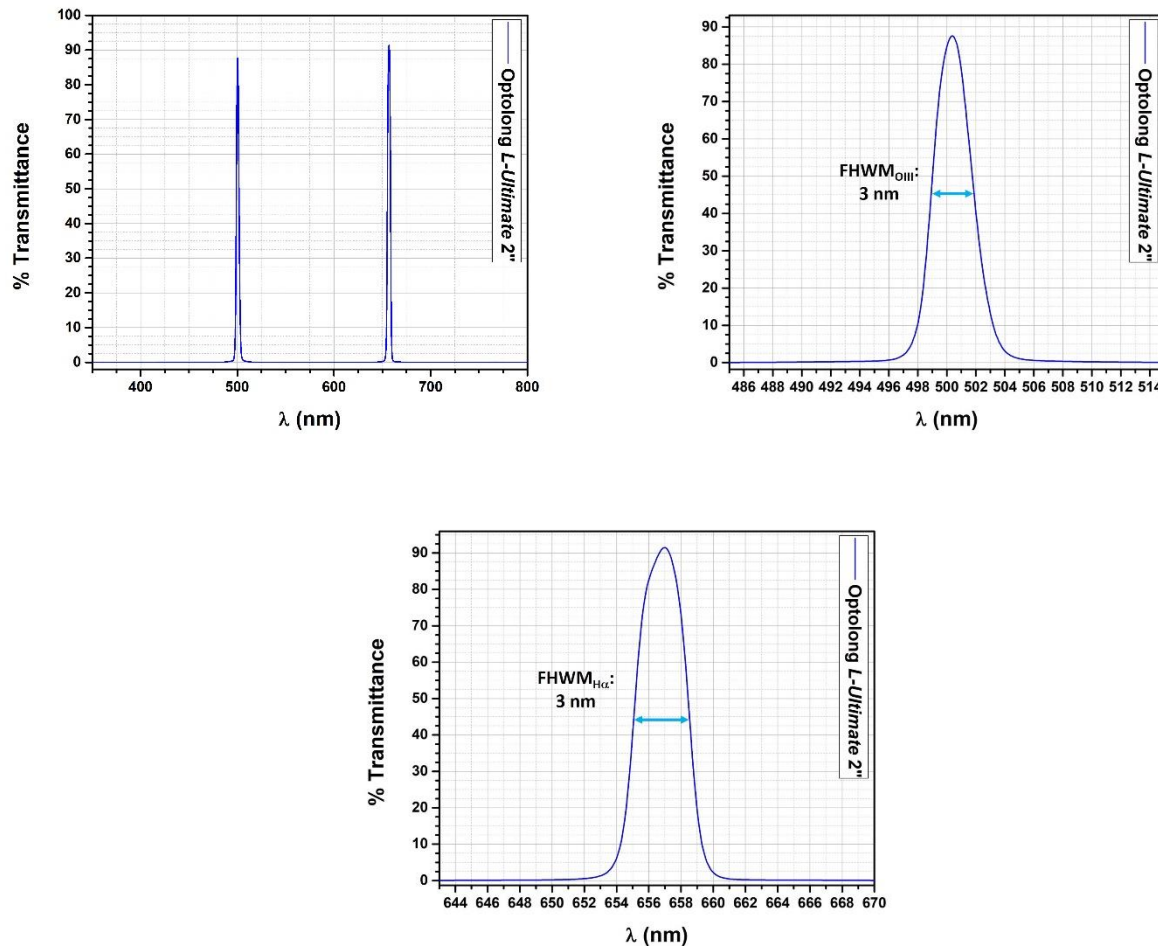 100
90
80
70
60
50
40
30
20
10
0
% Transmittance
400 500 600 700 800
λ (nm)
Optolong L-Ultimate 2"
90
80
70
60
50
40
30
20
10
0
% Transmittance
FHWM_OIII:
3 nm
486 488 490 492 494 496 498 500 502 504 506 508 510 512 514
λ (nm)
Optolong L-Ultimate 2"
90
80
70
60
50
40
30
20
10
0
% Transmittance
FHWM_Hα:
3 nm
644 646 648 650 652 654 656 658 660 662 664 666 668 670
λ (nm)
Optolong L-Ultimate 2"